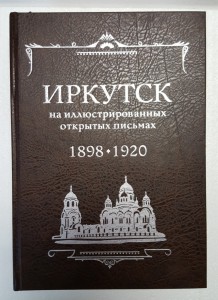 ИРКУТСК
на иллюстрированных
открытых письмах
1898 • 1920